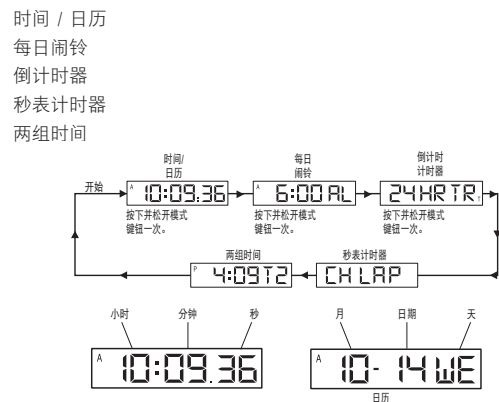 时间 / 日历
每日闹铃
倒计时器
秒表计时器
两组时间
时间/
日历
每日
闹铃
倒计时
计时器
开始
A 10:09.36
A 6:00 AL
24HR TR T
按下并松开模式
键钮一次。
按下并松开模式
键钮一次。
按下并松开模式
键钮一次。
两组时间
秒表计时器
P 4:09T2
CH LAP
小时 分钟 秒
月 日期 天
A 10:09.36
A 10- 14 WE
日历